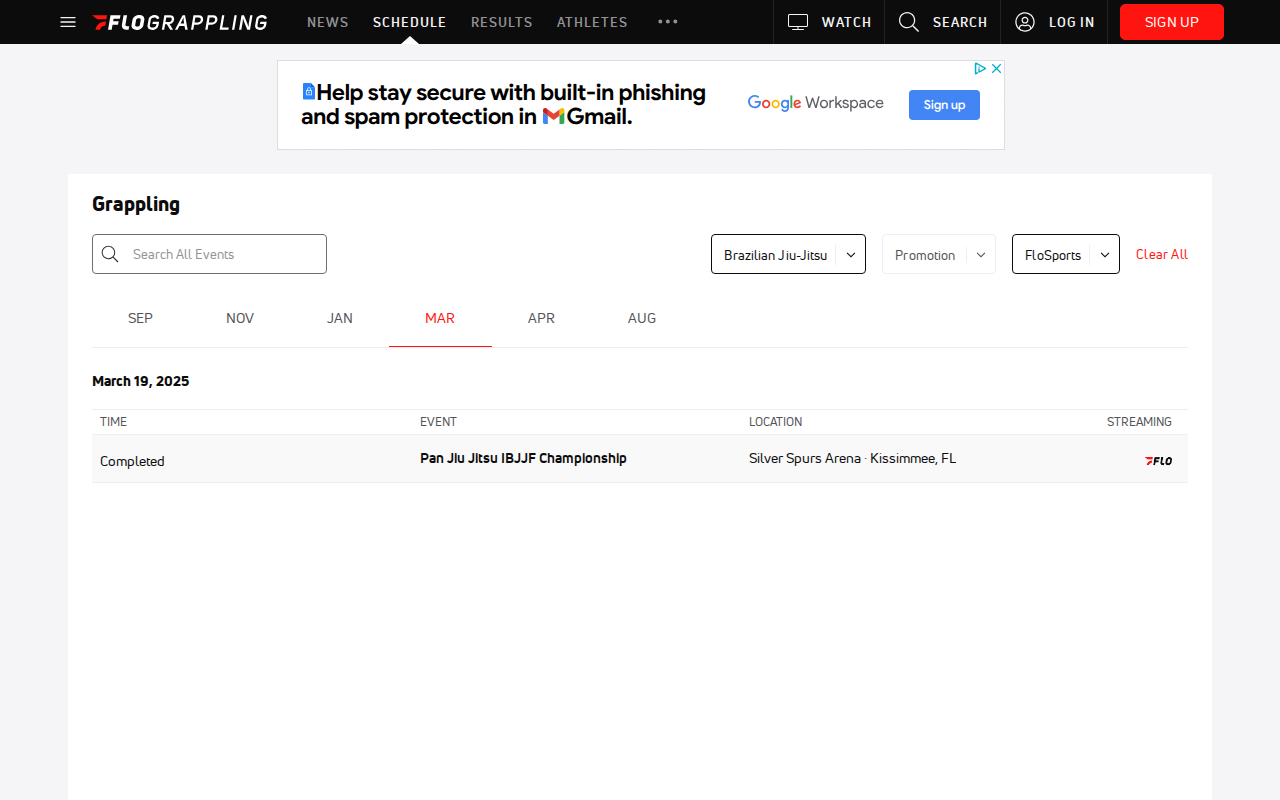 FLOGRAPPLING NEWS SCHEDULE RESULTS ATHLETES WATCH SEARCH LOG IN SIGN UP
Help stay secure with built-in phishing
and spam protection in Gmail.
Google Workspace
Sign up
Grappling
Search All Events
Brazilian Jiu-Jitsu
Promotion
FloSports
Clear All
SEP NOV JAN MAR APR AUG
March 19, 2025
TIME EVENT LOCATION STREAMING
Completed Pan Jiu Jitsu IBJJF Championship Silver Spurs Arena · Kissimmee, FL FLO